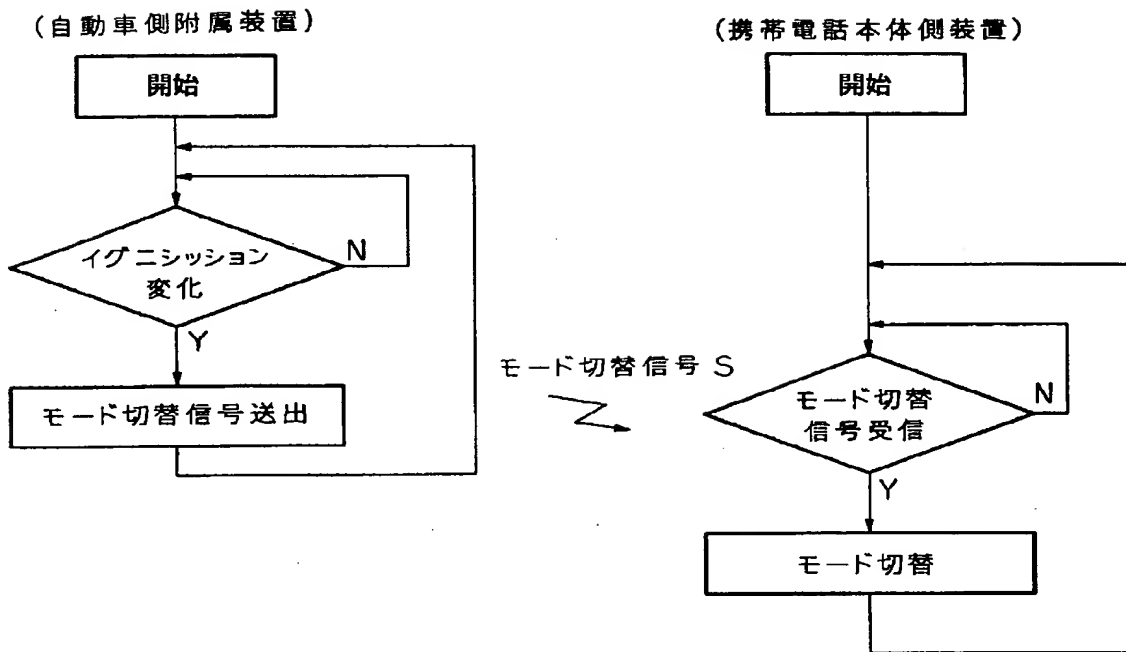 (自動車側附属装置)
開始
イグニシッション
変化
N
Y
モード切替信号送出
モード切替信号S
(携帯電話本体側装置)
開始
モード切替
信号受信
N
Y
モード切替